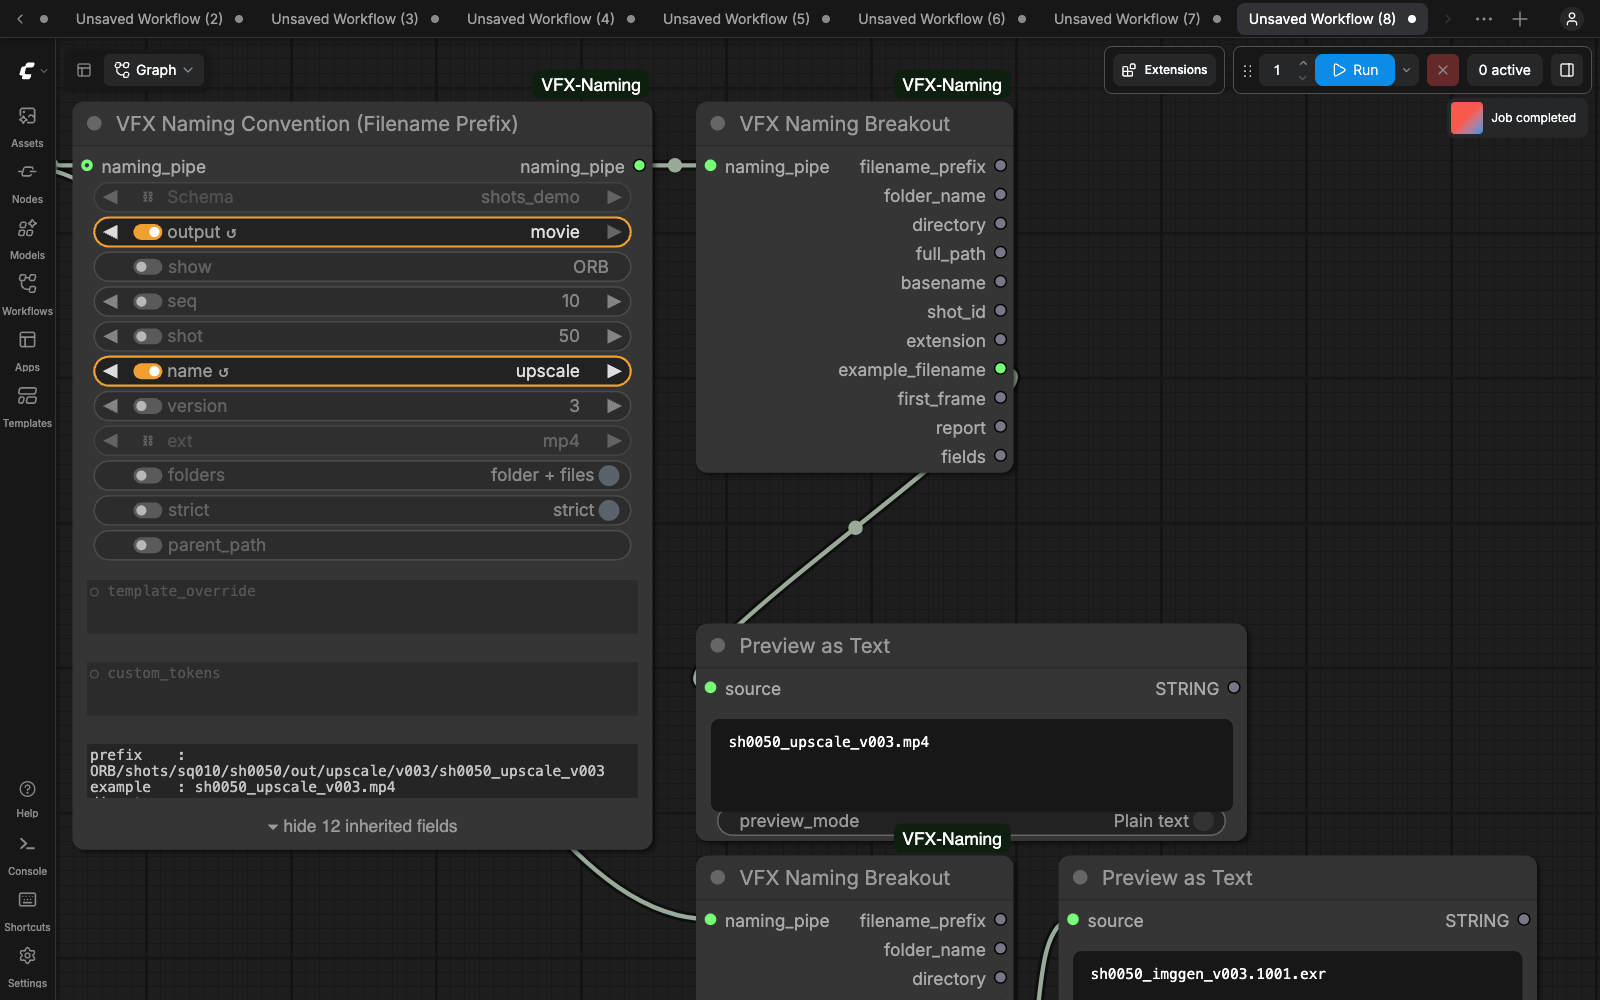 Unsaved Workflow (2)
Unsaved Workflow (3)
Unsaved Workflow (4)
Unsaved Workflow (5)
Unsaved Workflow (6)
Unsaved Workflow (7)
Unsaved Workflow (8)
Graph
Extensions
1
Run
0 active
Job completed
Assets
Nodes
Models
Workflows
Apps
Templates
Help
Console
Shortcuts
Settings
VFX-Naming
VFX Naming Convention (Filename Prefix)
naming_pipe
naming_pipe
Schema shots_demo
output movie
show ORB
seq 10
shot 50
name upscale
version 3
ext mp4
folders folder + files
strict strict
parent_path
template_override
custom_tokens
prefix :
ORB/shots/sq010/sh0050/out/upscale/v003/sh0050_upscale_v003
example : sh0050_upscale_v003.mp4
hide 12 inherited fields
VFX-Naming
VFX Naming Breakout
naming_pipe filename_prefix
folder_name
directory
full_path
basename
shot_id
extension
example_filename
first_frame
report
fields
Preview as Text
source STRING
sh0050_upscale_v003.mp4
preview_mode Plain text
VFX-Naming
VFX Naming Breakout
naming_pipe filename_prefix
folder_name
directory
Preview as Text
source STRING
sh0050_imggen_v003.1001.exr